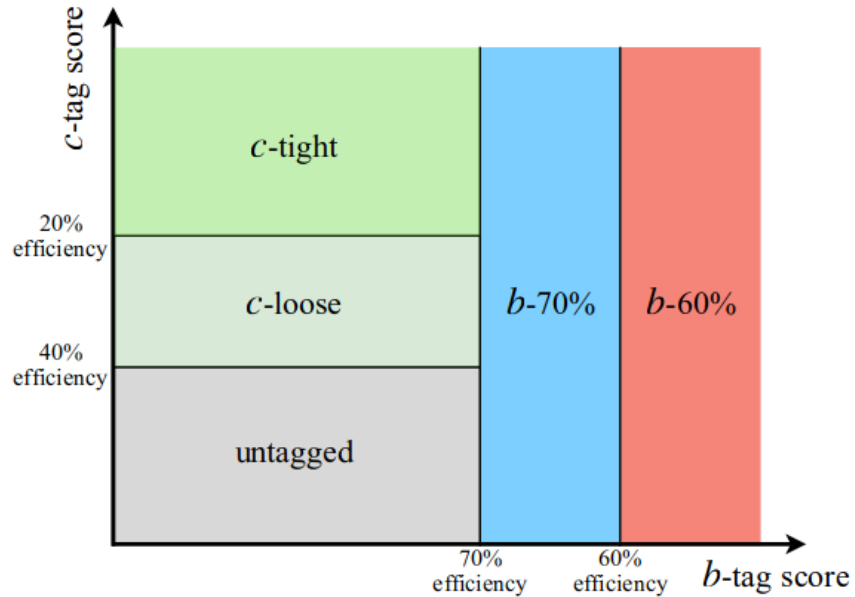 c-tag score
c-tight
20%
efficiency
c-loose
b-70%
b-60%
40%
efficiency
untagged
70%
efficiency
60%
efficiency
b-tag score